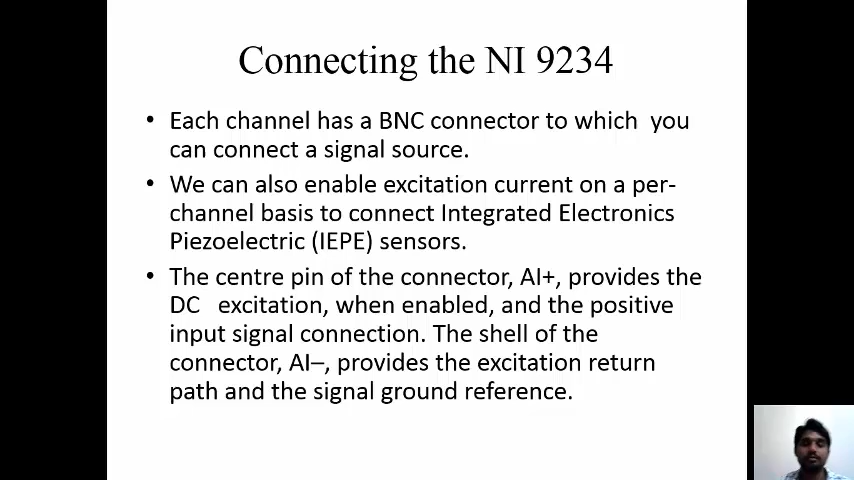 Connecting the NI 9234
• Each channel has a BNC connector to which you
can connect a signal source.
• We can also enable excitation current on a per-
channel basis to connect Integrated Electronics
Piezoelectric (IEPE) sensors.
• The centre pin of the connector, AI+, provides the
DC excitation, when enabled, and the positive
input signal connection. The shell of the
connector, AI–, provides the excitation return
path and the signal ground reference.